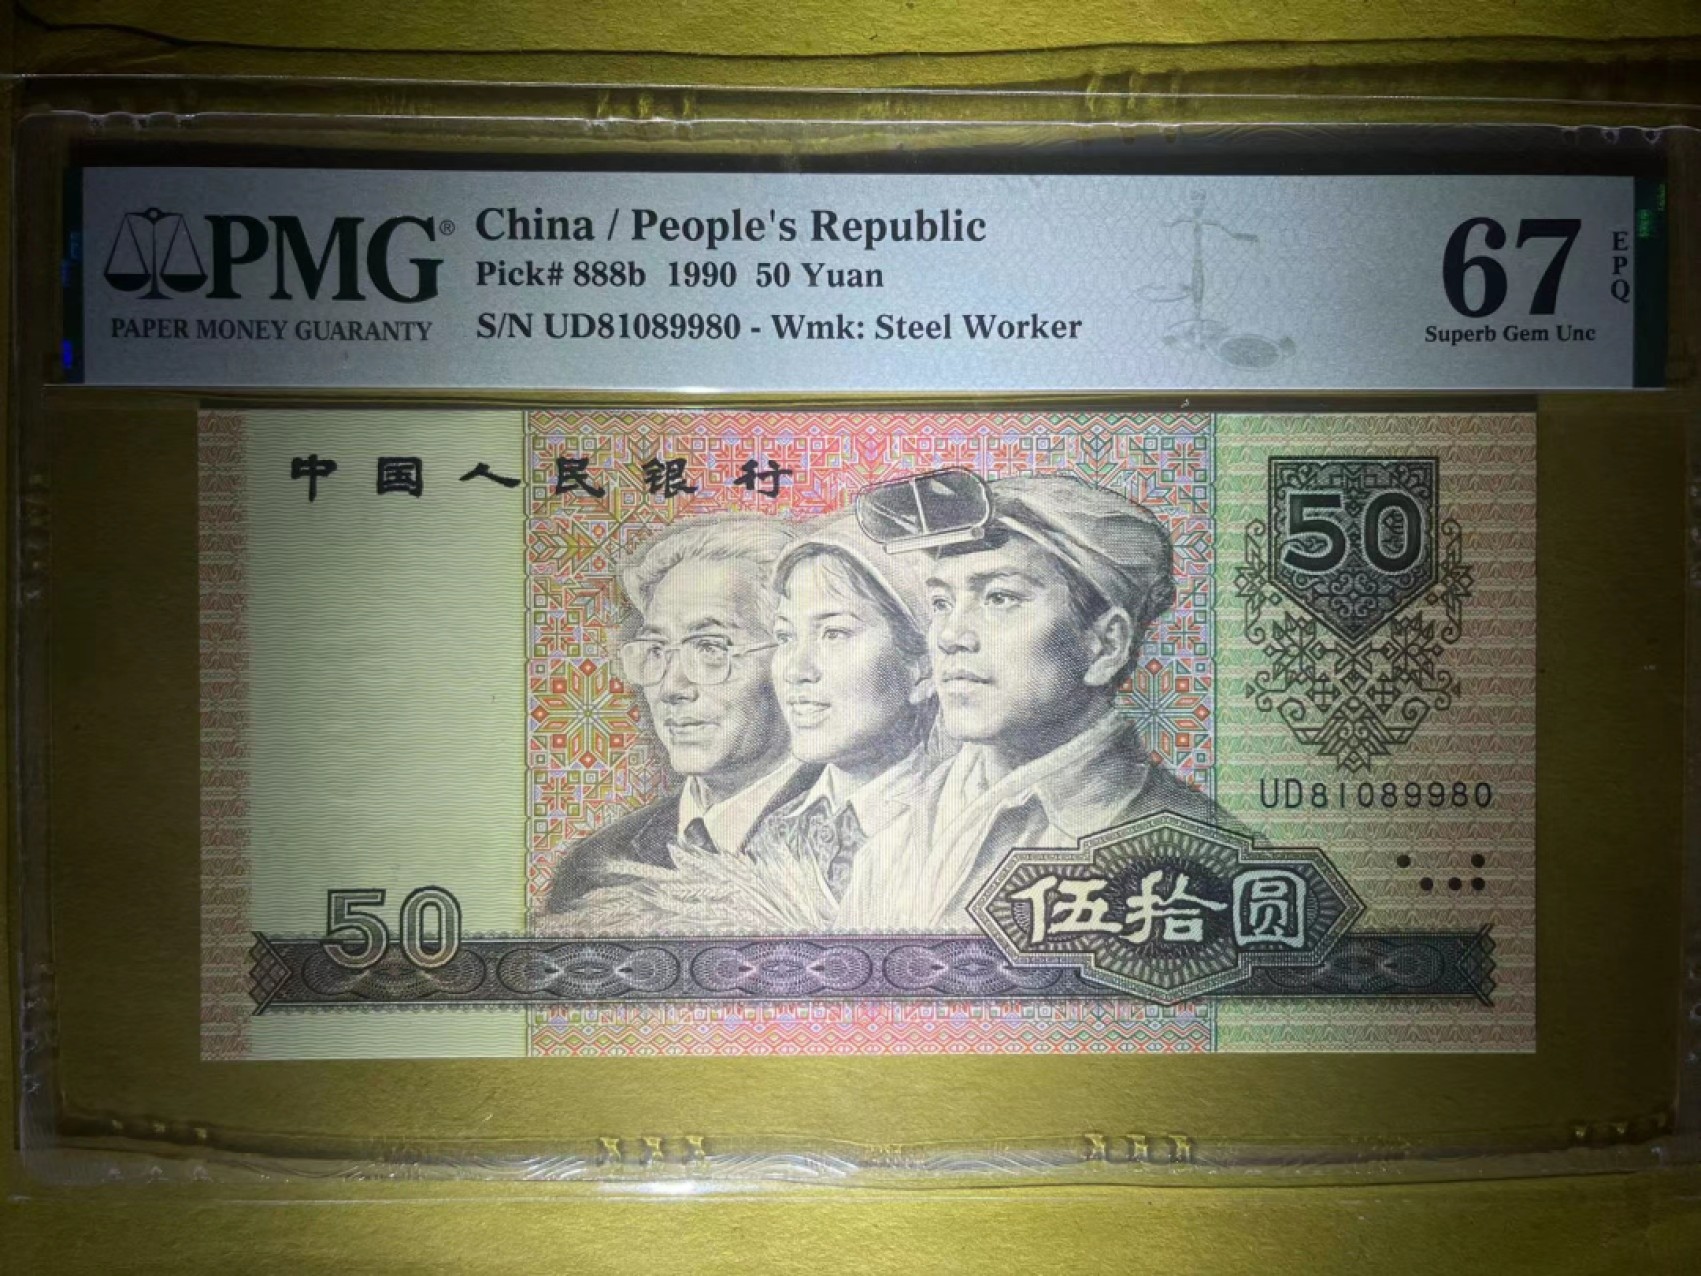 PMG®
PAPER MONEY GUARANTY
China / People's Republic
Pick# 888b 1990 50 Yuan
S/N UD81089980 - Wmk: Steel Worker
67
EPQ
Superb Gem Unc
中国人民银行
50
UD81089980
50
伍拾圆